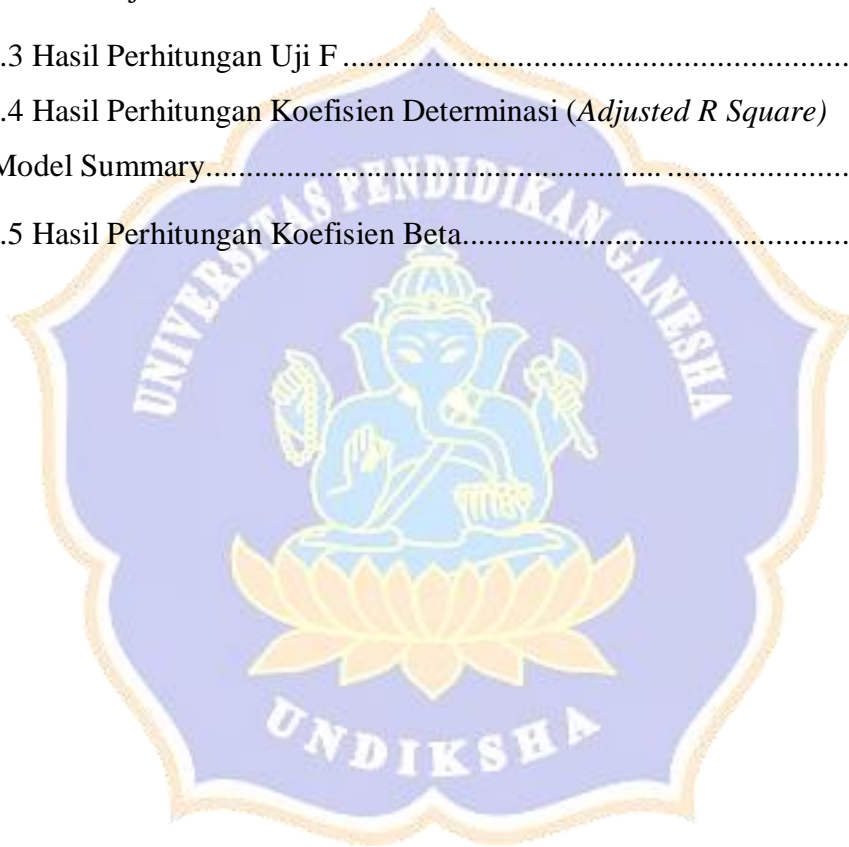 .3 Hasil Perhitungan Uji F
.4 Hasil Perhitungan Koefisien Determinasi (Adjusted R Square)
Model Summary
.5 Hasil Perhitungan Koefisien Beta
UNIVERSITAS PENDIDIKAN GANESHA
UNDIKSHA